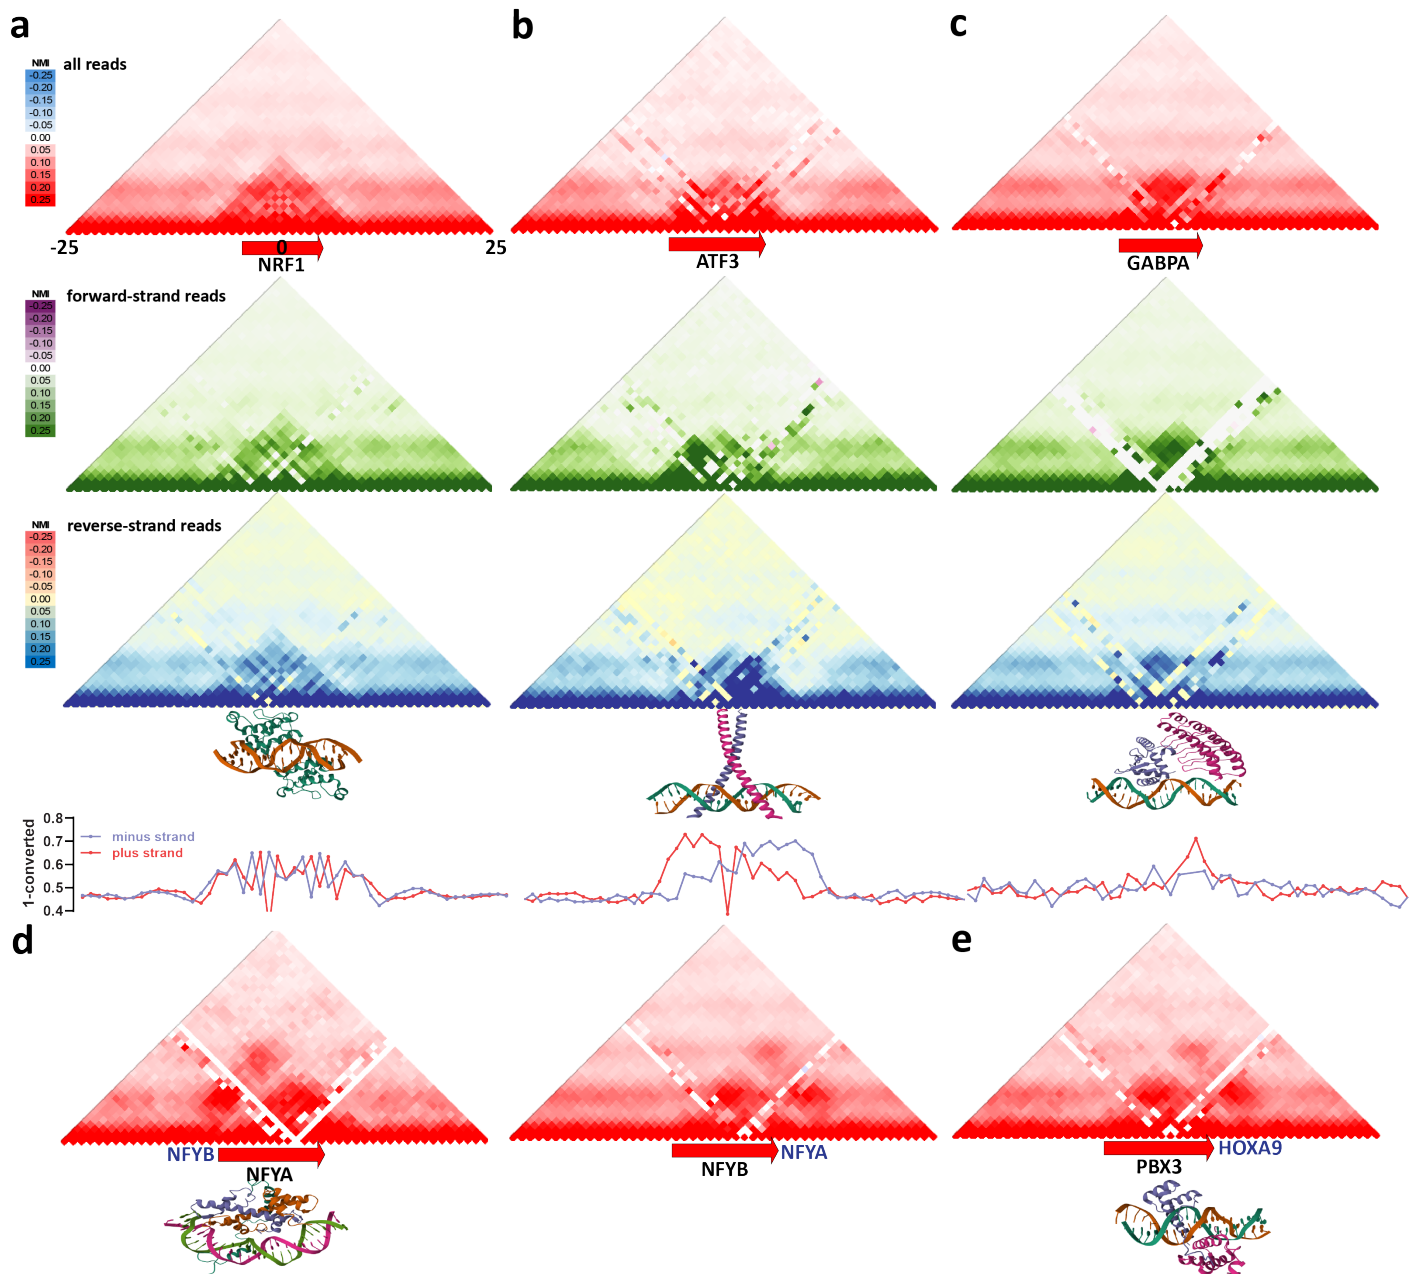 a
b
c
NMI
all reads
-0.25
-0.20
-0.15
-0.10
-0.05
0.00
0.05
0.10
0.15
0.20
0.25
-25
0
25
NRF1
ATF3
GABPA
NMI
forward-strand reads
-0.25
-0.20
-0.15
-0.10
-0.05
0.00
0.05
0.10
0.15
0.20
0.25
NMI
reverse-strand reads
-0.25
-0.20
-0.15
-0.10
-0.05
0.00
0.05
0.10
0.15
0.20
0.25
1-converted
0.8
0.7
0.6
0.5
0.4
minus strand
plus strand
d
e
NFYB
NFYA
NFYB
NFYA
PBX3
HOXA9